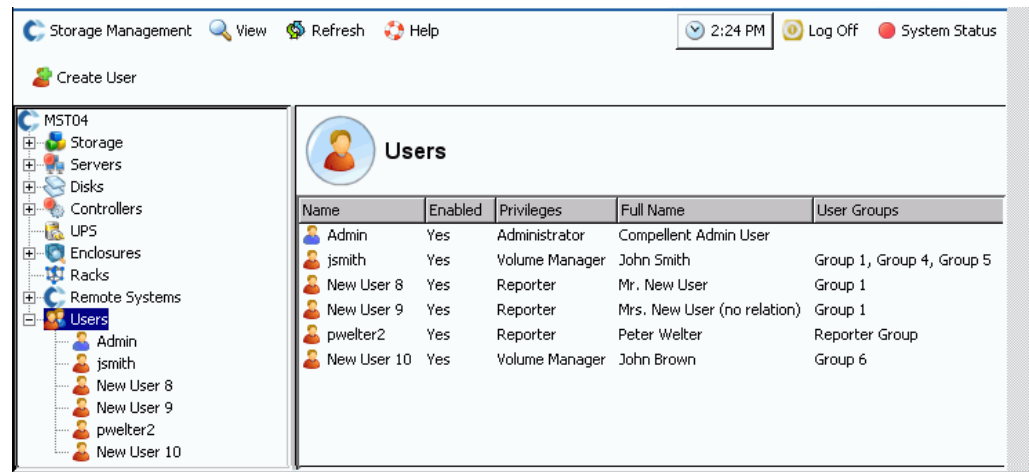 Storage Management View Refresh Help 2:24 PM Log Off System Status
Create User
MST04
Storage
Servers
Disks
Controllers
UPS
Enclosures
Racks
Remote Systems
Users
Admin
jsmith
New User 8
New User 9
pwelter2
New User 10
Users
Name Enabled Privileges Full Name User Groups
Admin Yes Administrator Compellent Admin User
jsmith Yes Volume Manager John Smith Group 1, Group 4, Group 5
New User 8 Yes Reporter Mr. New User Group 1
New User 9 Yes Reporter Mrs. New User (no relation) Group 1
pwelter2 Yes Reporter Peter Welter Reporter Group
New User 10 Yes Volume Manager John Brown Group 6